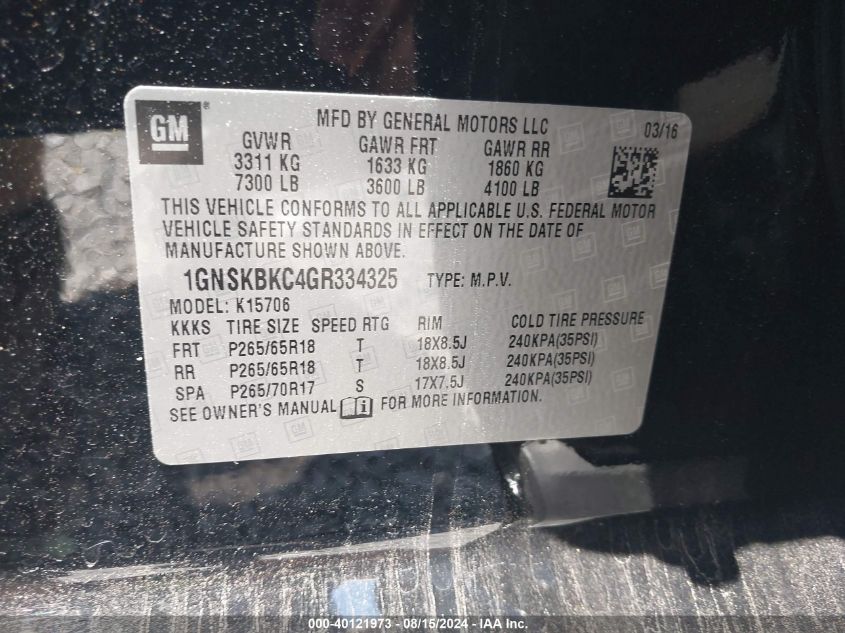 GM®
MFD BY GENERAL MOTORS LLC 03/16
GVWR GAWR FRT GAWR RR
3311 KG 1633 KG 1860 KG
7300 LB 3600 LB 4100 LB
THIS VEHICLE CONFORMS TO ALL APPLICABLE U.S. FEDERAL MOTOR
VEHICLE SAFETY STANDARDS IN EFFECT ON THE DATE OF
MANUFACTURE SHOWN ABOVE.
1GNSKBKC4GR334325 TYPE: M.P.V.
MODEL: K15706
KKKS TIRE SIZE SPEED RTG RIM COLD TIRE PRESSURE
FRT P265/65R18 T 18X8.5J 240KPA(35PSI)
RR P265/65R18 T 18X8.5J 240KPA(35PSI)
SPA P265/70R17 S 17X7.5J 240KPA(35PSI)
SEE OWNER'S MANUAL i FOR MORE INFORMATION.
000-40121973 - 08/15/2024 - IAA Inc.